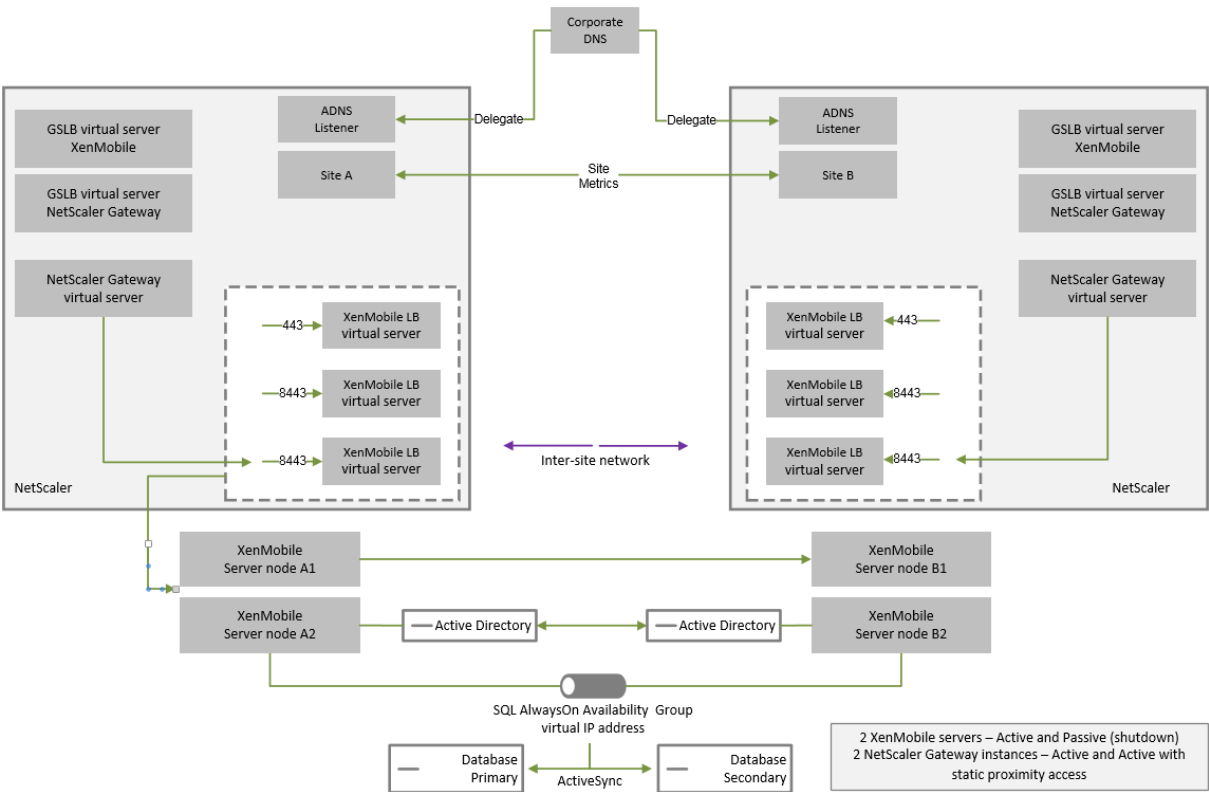 Corporate
DNS
ADNS
Listener
Delegate
Delegate
ADNS
Listener
GSLB virtual server
XenMobile
GSLB virtual server
XenMobile
Site A
Site
Metrics
Site B
GSLB virtual server
NetScaler Gateway
GSLB virtual server
NetScaler Gateway
NetScaler Gateway
virtual server
NetScaler Gateway
virtual server
443
XenMobile LB
virtual server
XenMobile LB
virtual server
443
8443
XenMobile LB
virtual server
XenMobile LB
virtual server
8443
8443
XenMobile LB
virtual server
XenMobile LB
virtual server
8443
Inter-site network
NetScaler
NetScaler
XenMobile
Server node A1
XenMobile
Server node B1
XenMobile
Server node A2
Active Directory
Active Directory
XenMobile
Server node B2
SQL AlwaysOn Availability Group
virtual IP address
Database
Primary
ActiveSync
Database
Secondary
2 XenMobile servers – Active and Passive (shutdown)
2 NetScaler Gateway instances – Active and Active with
static proximity access